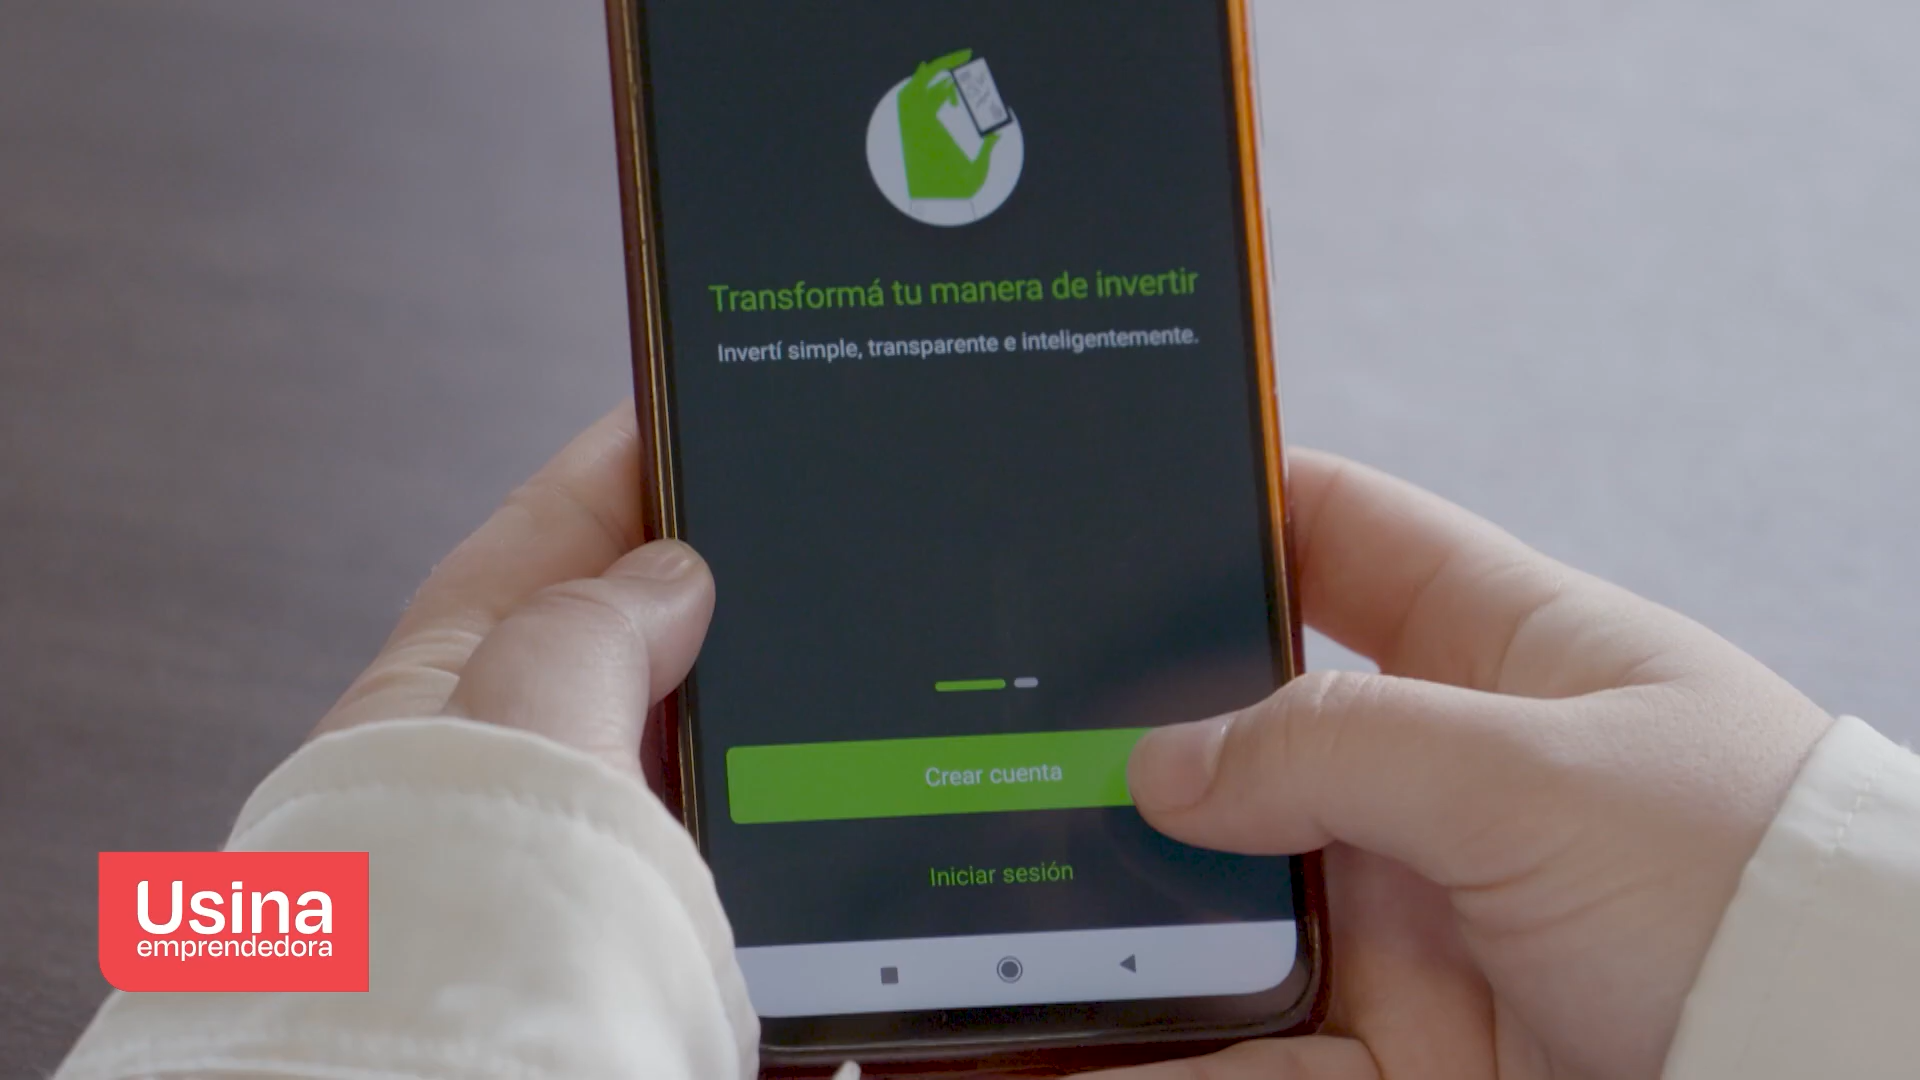 Transformá tu manera de invertir
Invertí simple, transparente e inteligentemente.
Crear cuenta
Iniciar sesión
Usina
emprendedora